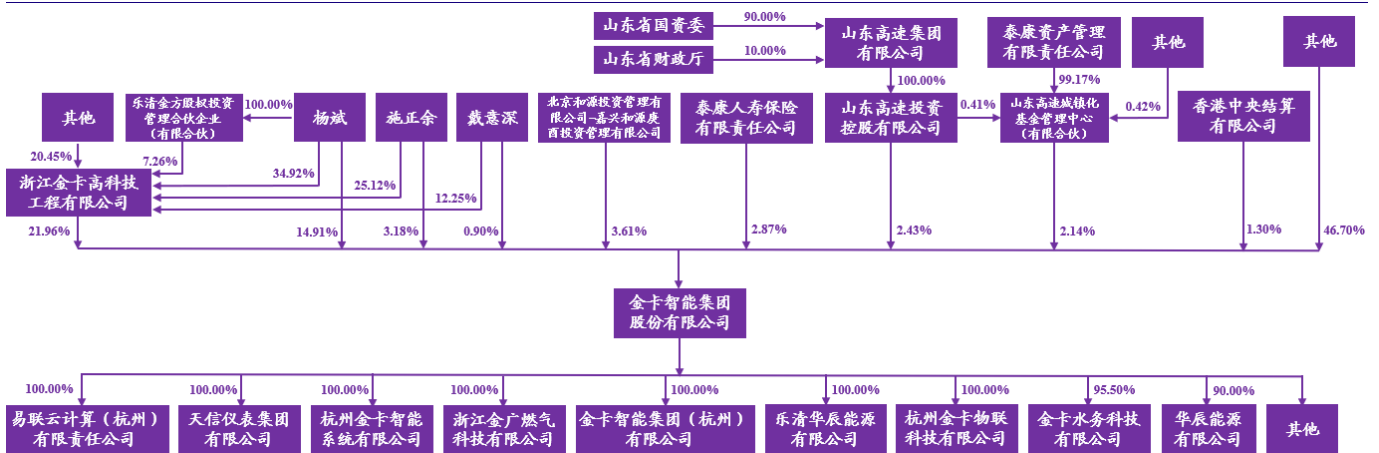 山东省国资委
90.00%
山东省财政厅
10.00%
山东高速集团
有限公司
泰康资产管理
有限责任公司
其他
其他
100.00%
99.17%
其他
乐清金方股权投资
管理合伙企业
（有限合伙）
100.00%
杨斌
施正余
戴意深
北京和源投资管理有
限公司-嘉兴和源庚
酉投资管理有限公司
泰康人寿保险
有限责任公司
山东高速投资
控股有限公司
0.41%
山东高速城镇化
基金管理中心
（有限合伙）
0.42%
香港中央结算
有限公司
20.45%
7.26%
34.92%
25.12%
12.25%
浙江金卡高科技
工程有限公司
21.96%
14.91%
3.18%
0.90%
3.61%
2.87%
2.43%
2.14%
1.30%
46.70%
金卡智能集团
股份有限公司
100.00%
100.00%
100.00%
100.00%
100.00%
100.00%
100.00%
95.50%
90.00%
易联云计算（杭州）
有限责任公司
天信仪表集团
有限公司
杭州金卡智能
系统有限公司
浙江金广燃气
科技有限公司
金卡智能集团（杭州）
有限公司
乐清华辰能源
有限公司
杭州金卡物联
科技有限公司
金卡水务科技
有限公司
华辰能源
有限公司
其他